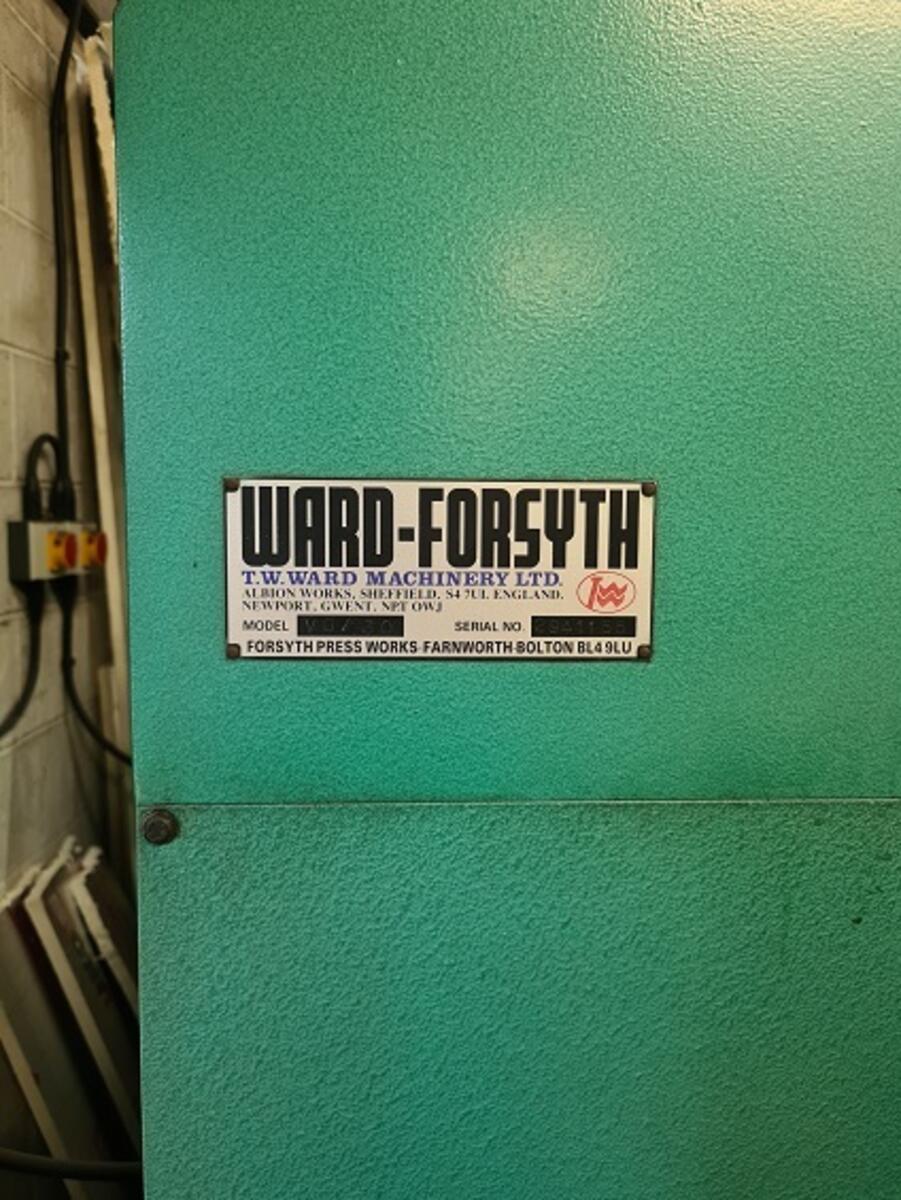 WARD-FORSYTH
T.W. WARD MACHINERY LTD.
ALBION WORKS, SHEFFIELD, S4 7UL ENGLAND.
NEWPORT, GWENT, NPT OWJ
TW
MODEL SERIAL NO.
FORSYTH PRESS WORKS-FARNWORTH-BOLTON BL4 9LU